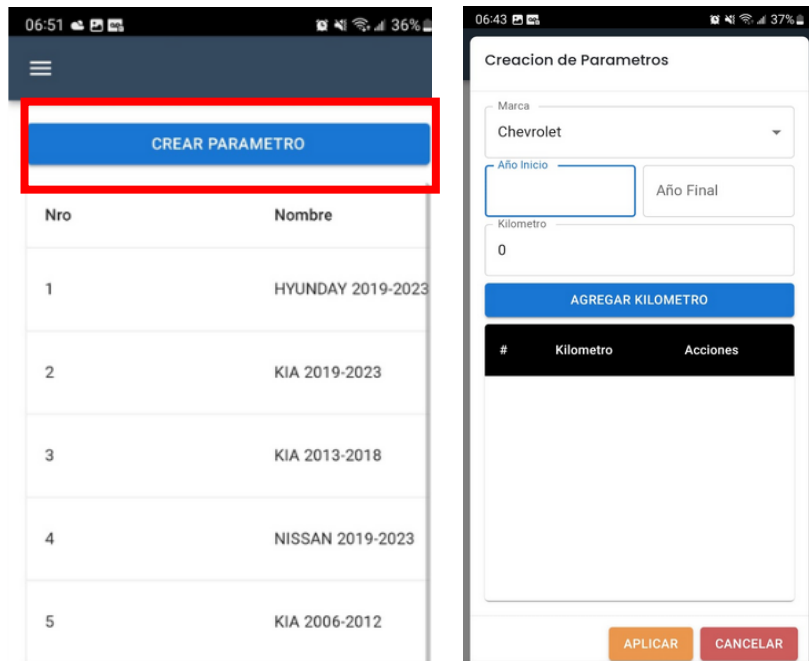 06:51
36%
CREAR PARAMETRO
Nro Nombre
1 HYUNDAY 2019-2023
2 KIA 2019-2023
3 KIA 2013-2018
4 NISSAN 2019-2023
5 KIA 2006-2012
06:43
37%
Creacion de Parametros
Marca
Chevrolet
Año Inicio
Año Final
Kilometro
0
AGREGAR KILOMETRO
# Kilometro Acciones
APLICAR CANCELAR